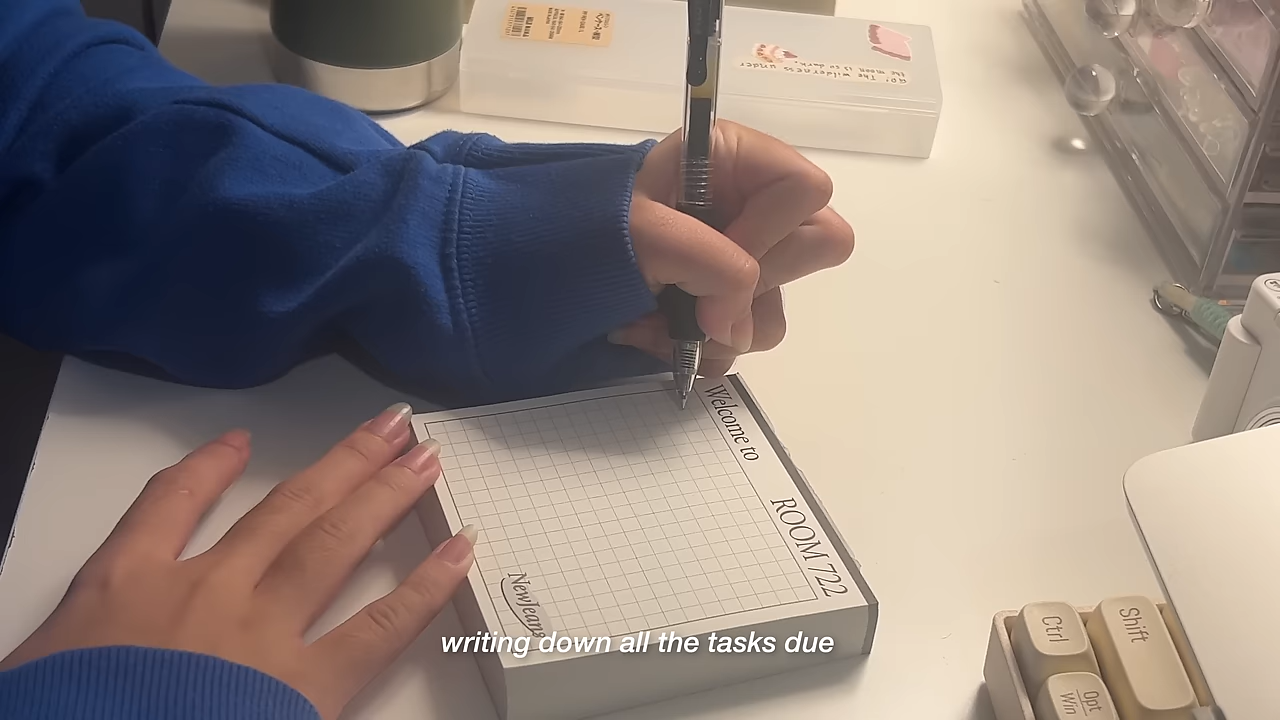 GO! The wilderness under
the moon is so dark.
Welcome to
ROOM 722
NewJeans
writing down all the tasks due
Ctrl
Shift
Opt
Win